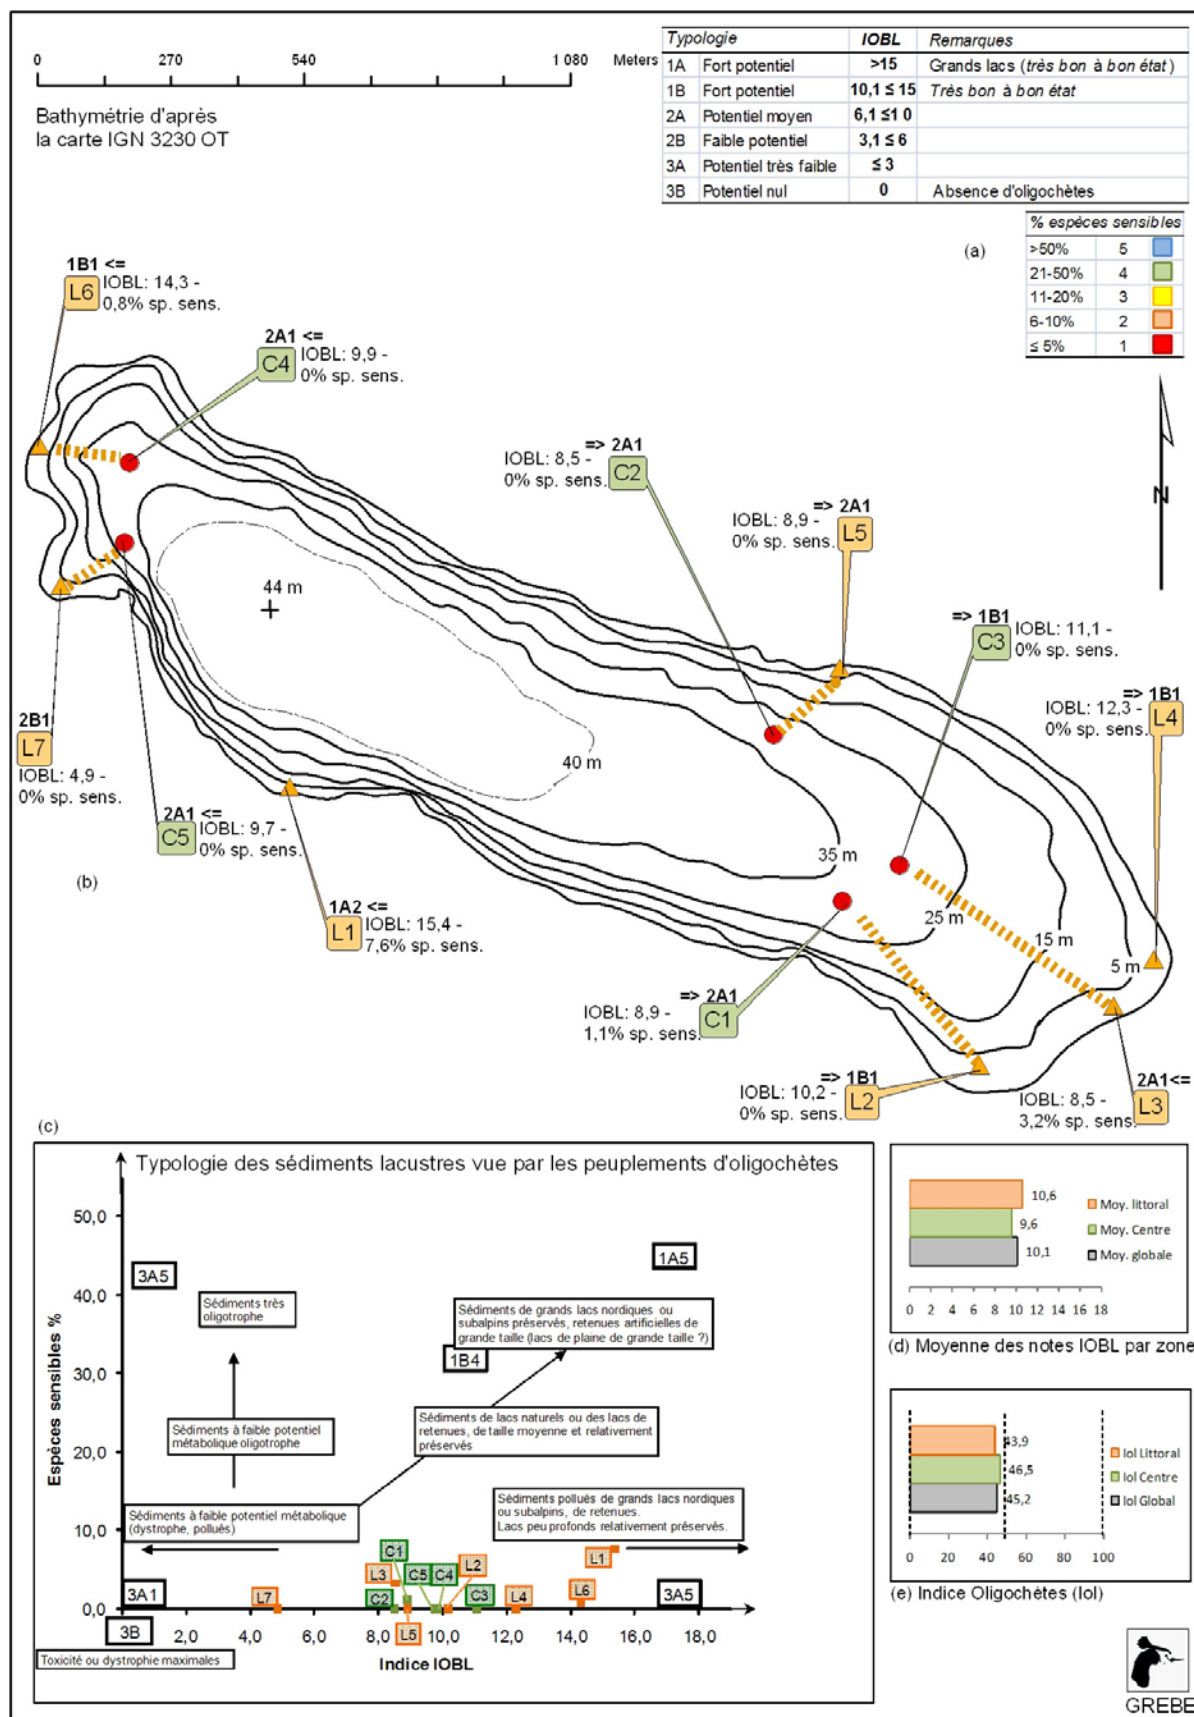 0 270 540 1 080 Meters
Bathymétrie d'après
la carte IGN 3230 OT
Typologie IOBL Remarques
1A Fort potentiel >15 Grands lacs (très bon à bon état )
1B Fort potentiel 10,1 ≤ 15 Très bon à bon état
2A Potentiel moyen 6,1 ≤1 0
2B Faible potentiel 3,1 ≤ 6
3A Potentiel très faible ≤ 3
3B Potentiel nul 0 Absence d'oligochètes
% espèces sensibles
>50% 5
21-50% 4
11-20% 3
6-10% 2
≤ 5% 1
(a)
1B1 <=
L6 IOBL: 14,3 -
0,8% sp. sens.
2A1 <=
C4 IOBL: 9,9 -
0% sp. sens.
=> 2A1
IOBL: 8,5 - C2
0% sp. sens.
=> 2A1
IOBL: 8,9 - L5
0% sp. sens.
N
44 m
=> 1B1
C3 IOBL: 11,1 -
0% sp. sens.
=> 1B1
IOBL: 12,3 - L4
0% sp. sens.
2B1
L7
IOBL: 4,9 -
0% sp. sens.
40 m
2A1 <=
C5 IOBL: 9,7 -
0% sp. sens.
35 m
25 m
15 m
5 m
(b)
1A2 <=
L1 IOBL: 15,4 -
7,6% sp. sens.
=> 2A1
IOBL: 8,9 - C1
1,1% sp. sens.
=> 1B1
IOBL: 10,2 - L2
0% sp. sens.
2A1<=
IOBL: 8,5 - L3
3,2% sp. sens.
(c)
Typologie des sédiments lacustres vue par les peuplements d'oligochètes
Espèces sensibles %
50,0
40,0
30,0
20,0
10,0
0,0
3A5
1A5
Sédiments très
oligotrophe
Sédiments de grands lacs nordiques ou
subalpins préservés, retenues artificielles de
grande taille (lacs de plaine de grande taille ?)
1B4
Sédiments à faible potentiel
métabolique oligotrophe
Sédiments de lacs naturels ou des lacs de
retenues, de taille moyenne et relativement
préservés
Sédiments à faible potentiel métabolique
(dystrophe, pollués)
Sédiments pollués de grands lacs nordiques
ou subalpins, de retenues.
Lacs peu profonds relativement préservés.
C1 L2 L1
L3 C5 C4
3A1 L7 C2 C3 L4 L6 3A5
3B L5
2,0 4,0 6,0 8,0 10,0 12,0 14,0 16,0 18,0
Toxicité ou dystrophie maximales
Indice IOBL
10,6
9,6
10,1
Moy. littoral
Moy. Centre
Moy. globale
0 2 4 6 8 10 12 14 16 18
(d) Moyenne des notes IOBL par zone
43,9
46,5
45,2
Iol Littoral
Iol Centre
Iol Global
0 20 40 60 80 100
(e) Indice Oligochètes (Iol)
GREBE